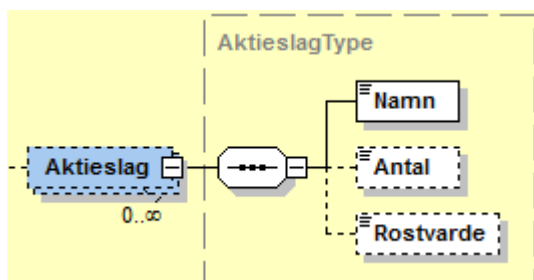 AktieslagType
Namn
Aktieslag
Antal
0..∞
Rostvarde